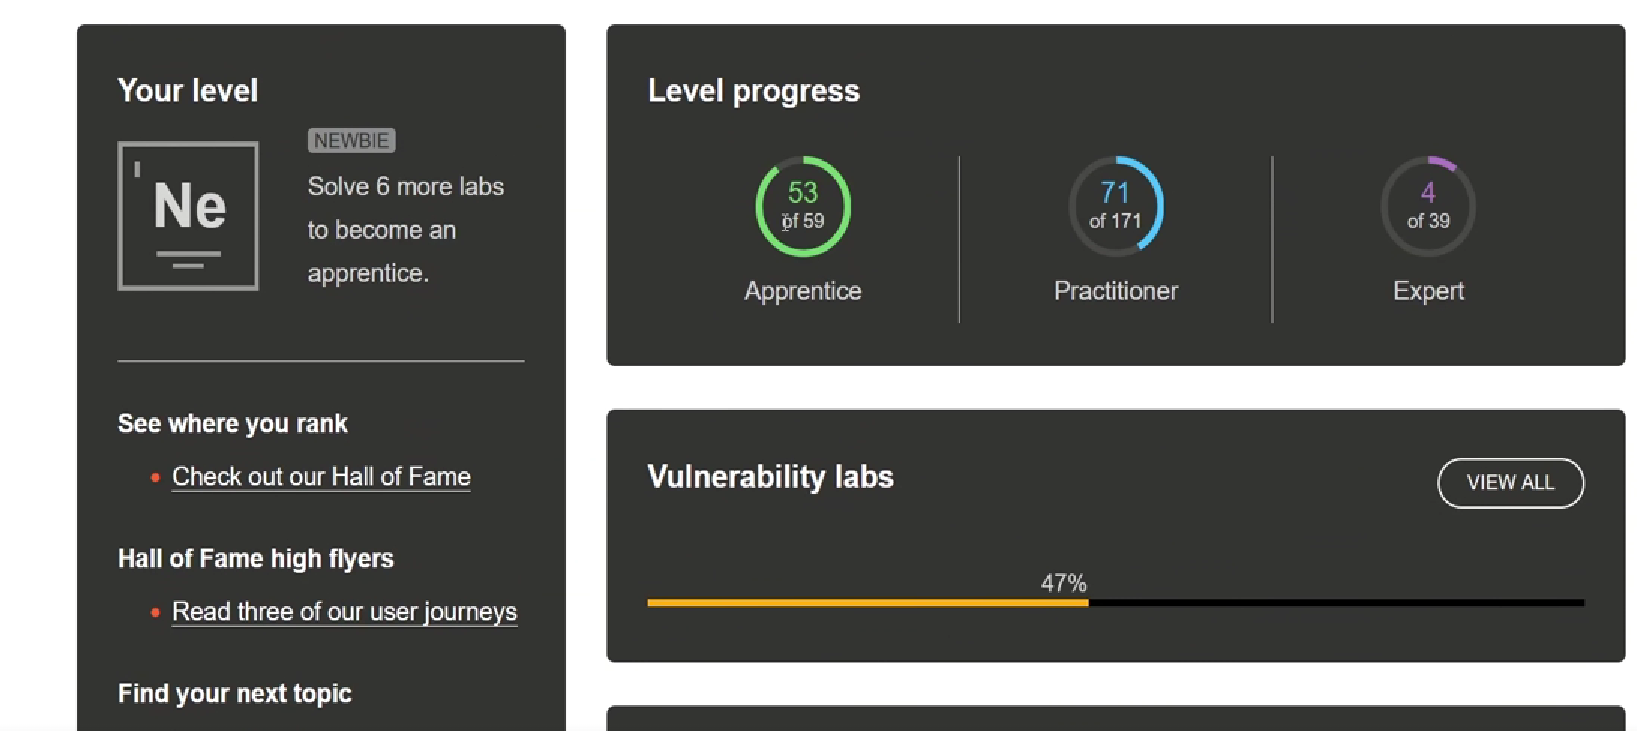 Your level
Ne
NEWBIE
Solve 6 more labs
to become an
apprentice.
See where you rank
Check out our Hall of Fame
Hall of Fame high flyers
Read three of our user journeys
Find your next topic
Level progress
53
of 59
Apprentice
71
of 171
Practitioner
4
of 39
Expert
Vulnerability labs
VIEW ALL
47%